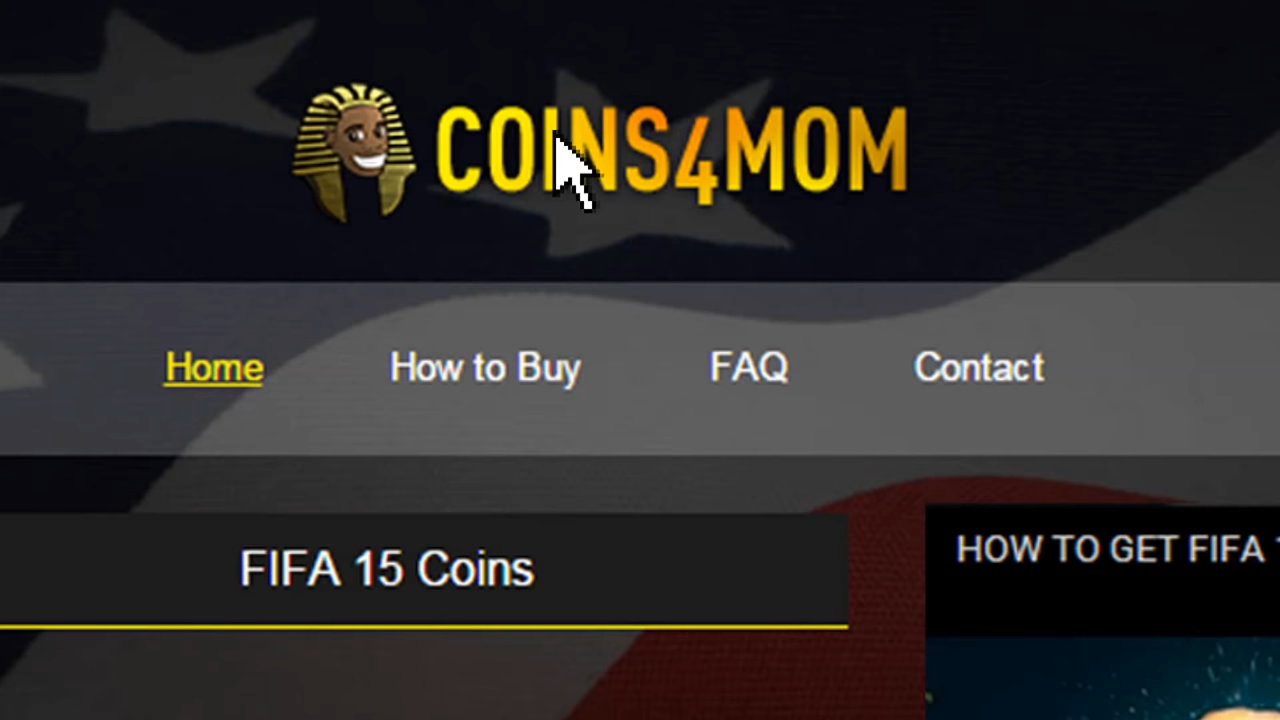 COINS4MOM
Home How to Buy FAQ Contact
FIFA 15 Coins
HOW TO GET FIFA